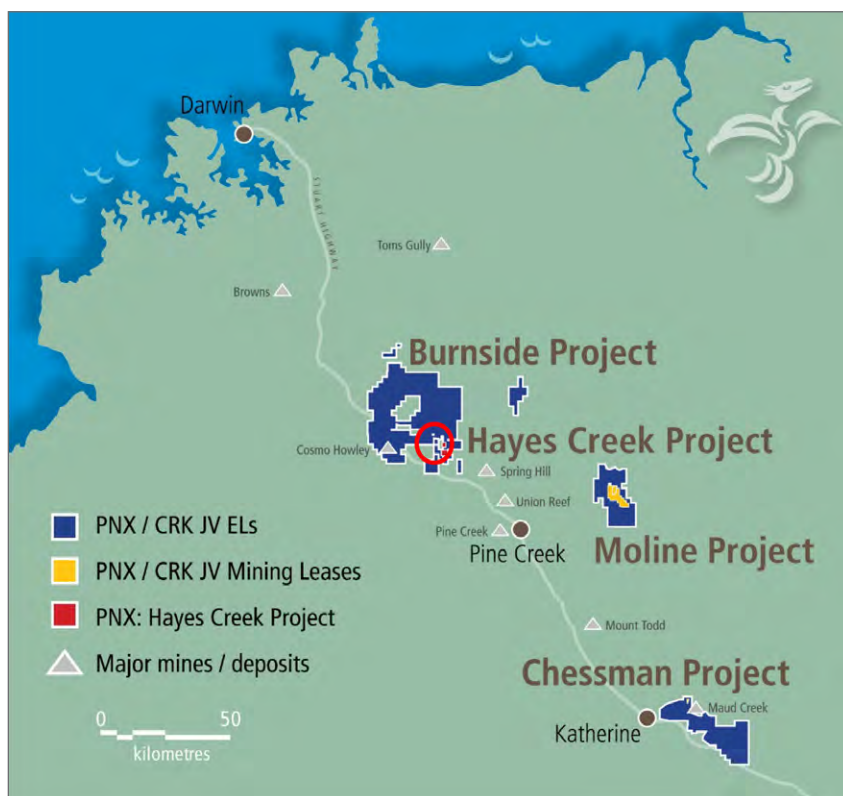 Darwin
STUART HIGHWAY
Toms Gully
Browns
Burnside Project
Cosmo Howley
Hayes Creek Project
Spring Hill
Union Reef
Pine Creek
Pine Creek
Moline Project
Mount Todd
Chessman Project
Maud Creek
Katherine
PNX / CRK JV ELs
PNX / CRK JV Mining Leases
PNX: Hayes Creek Project
Major mines / deposits
0 50
kilometres